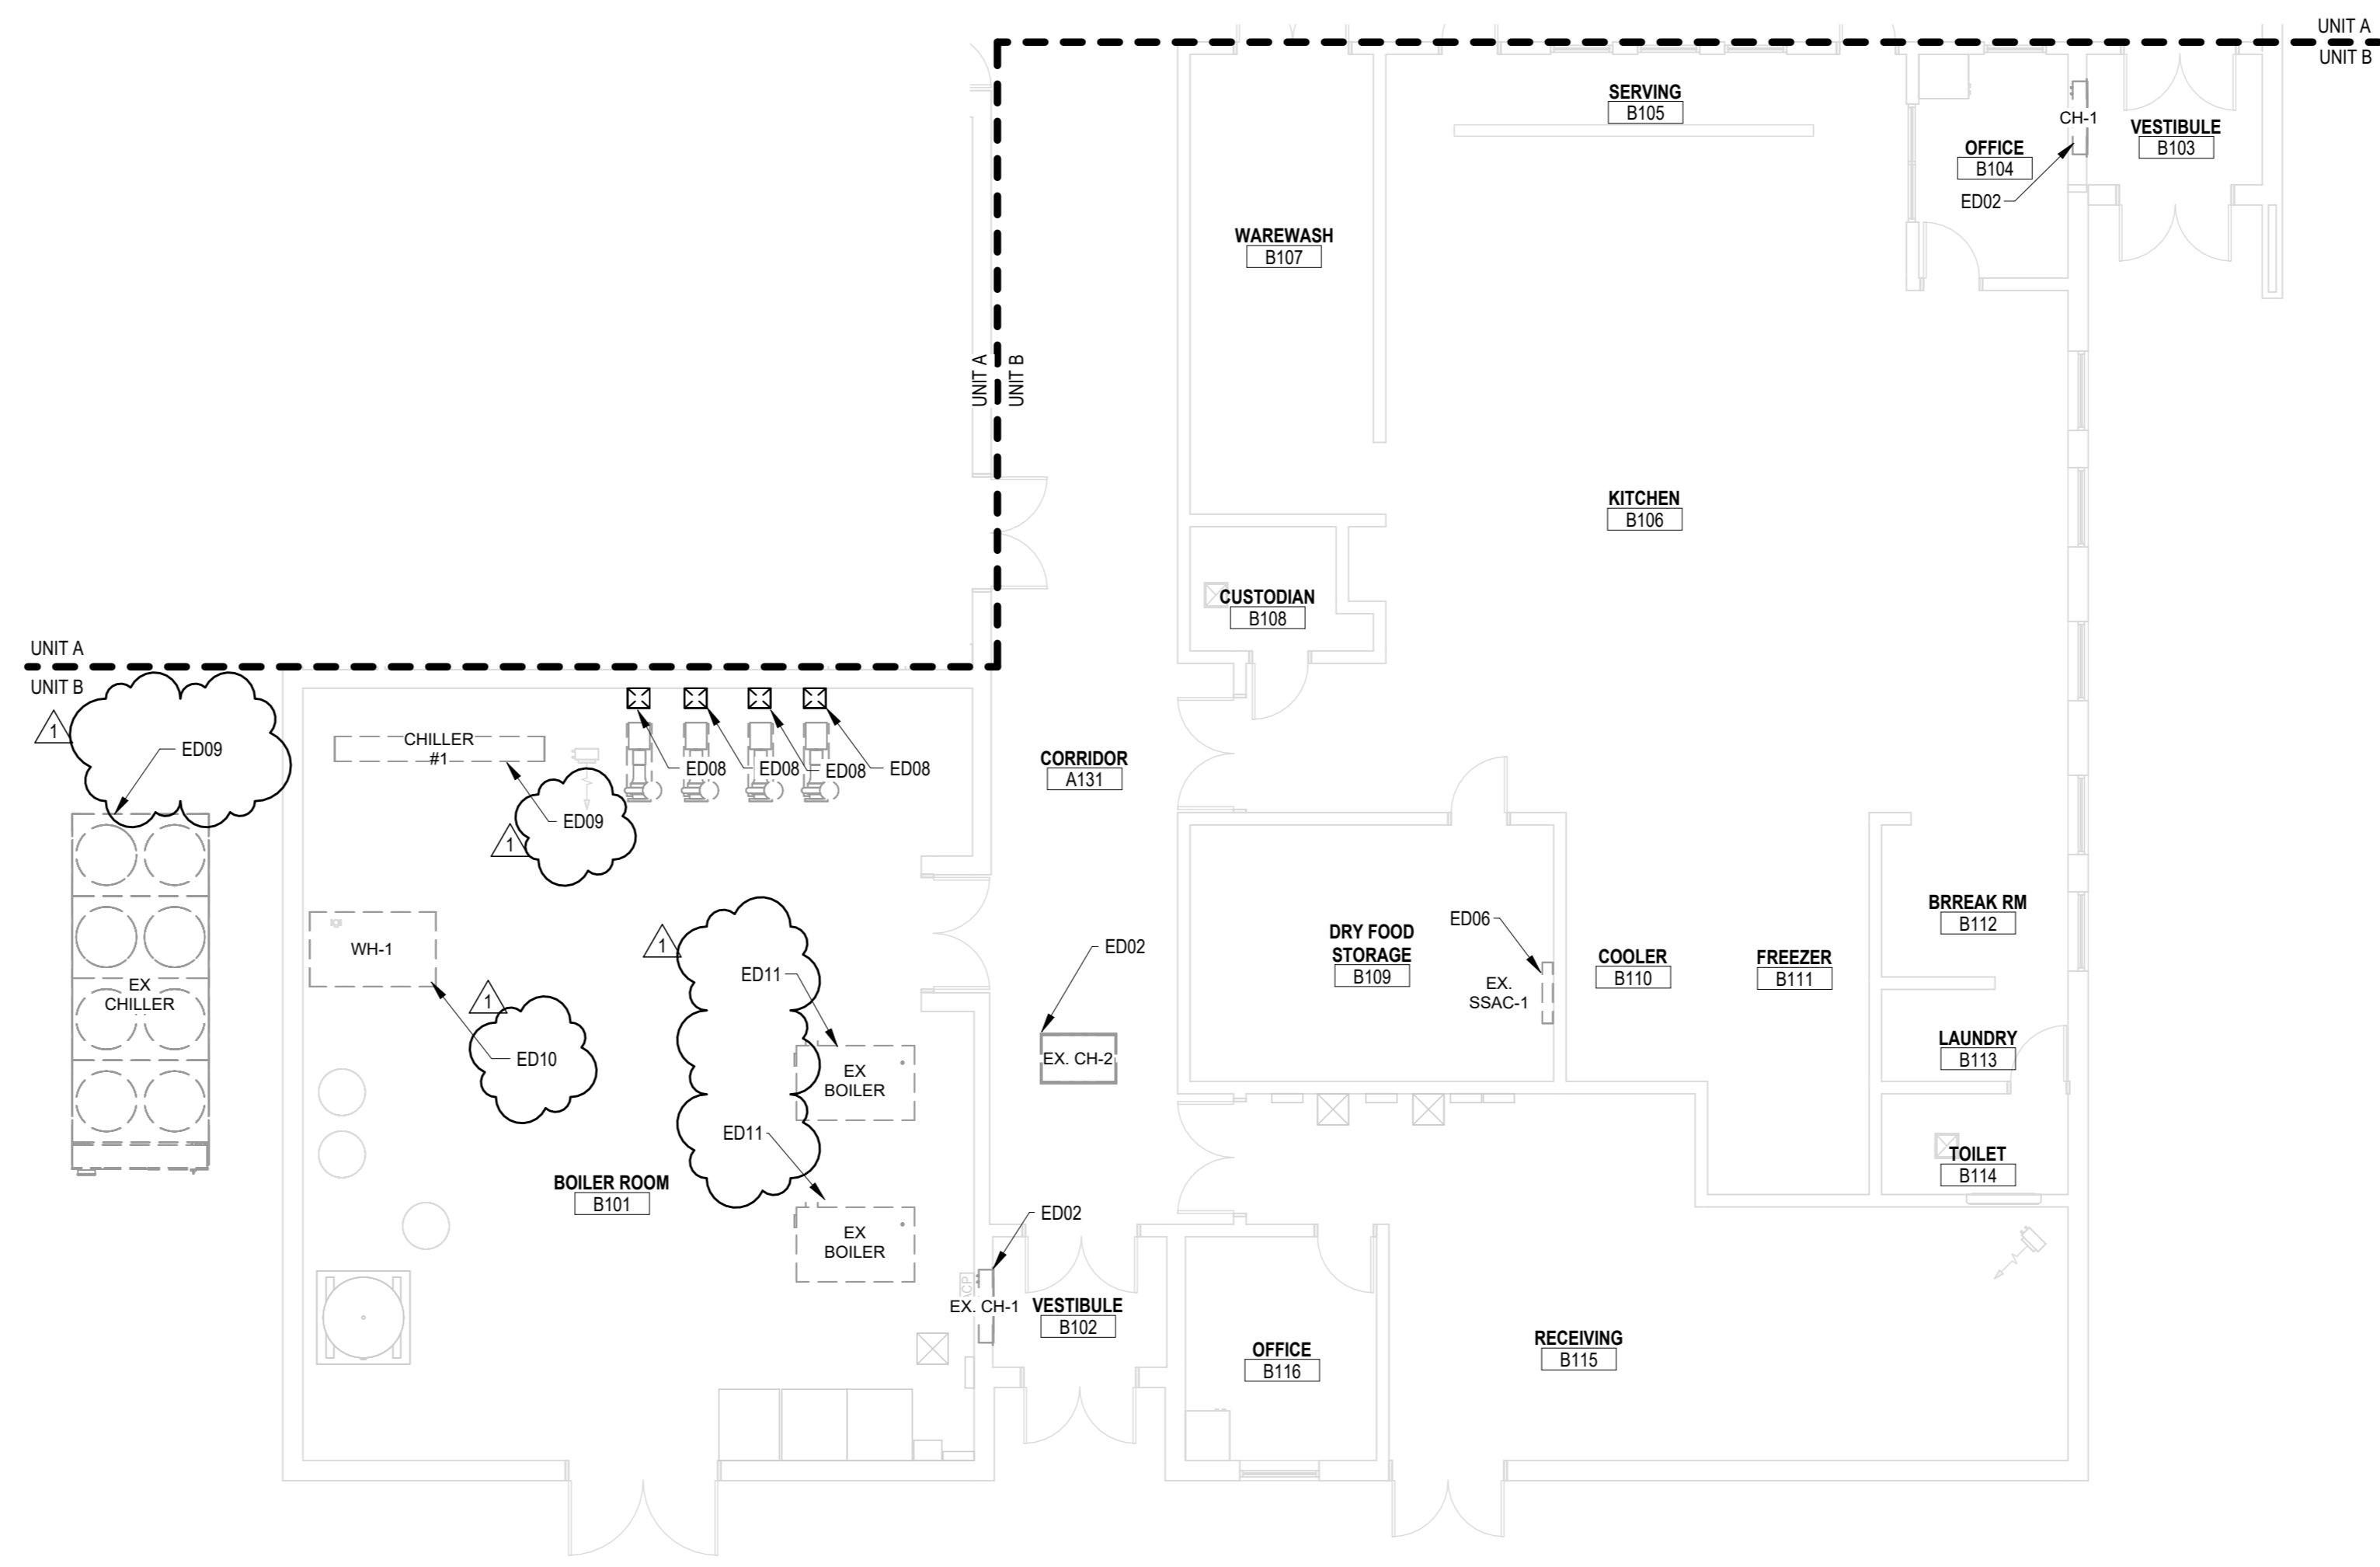 UNIT A
UNIT B
SERVING
B105
CH-1
VESTIBULE
B103
OFFICE
B104
ED02
WAREWASH
B107
UNIT A
UNIT B
KITCHEN
B106
CUSTODIAN
B108
UNIT A
UNIT B
1
ED09
CHILLER
#1
ED08
ED08
ED08
ED08
CORRIDOR
A131
1
ED09
BRREAK RM
B112
ED06
DRY FOOD
STORAGE
B109
COOLER
B110
FREEZER
B111
1
WH-1
ED11
ED02
EX.
SSAC-1
EX
CHILLER
1
ED10
EX
BOILER
EX. CH-2
LAUNDRY
B113
ED11
TOILET
B114
BOILER ROOM
B101
ED02
EX
BOILER
ACP
EX. CH-1
VESTIBULE
B102
RECEIVING
B115
OFFICE
B116